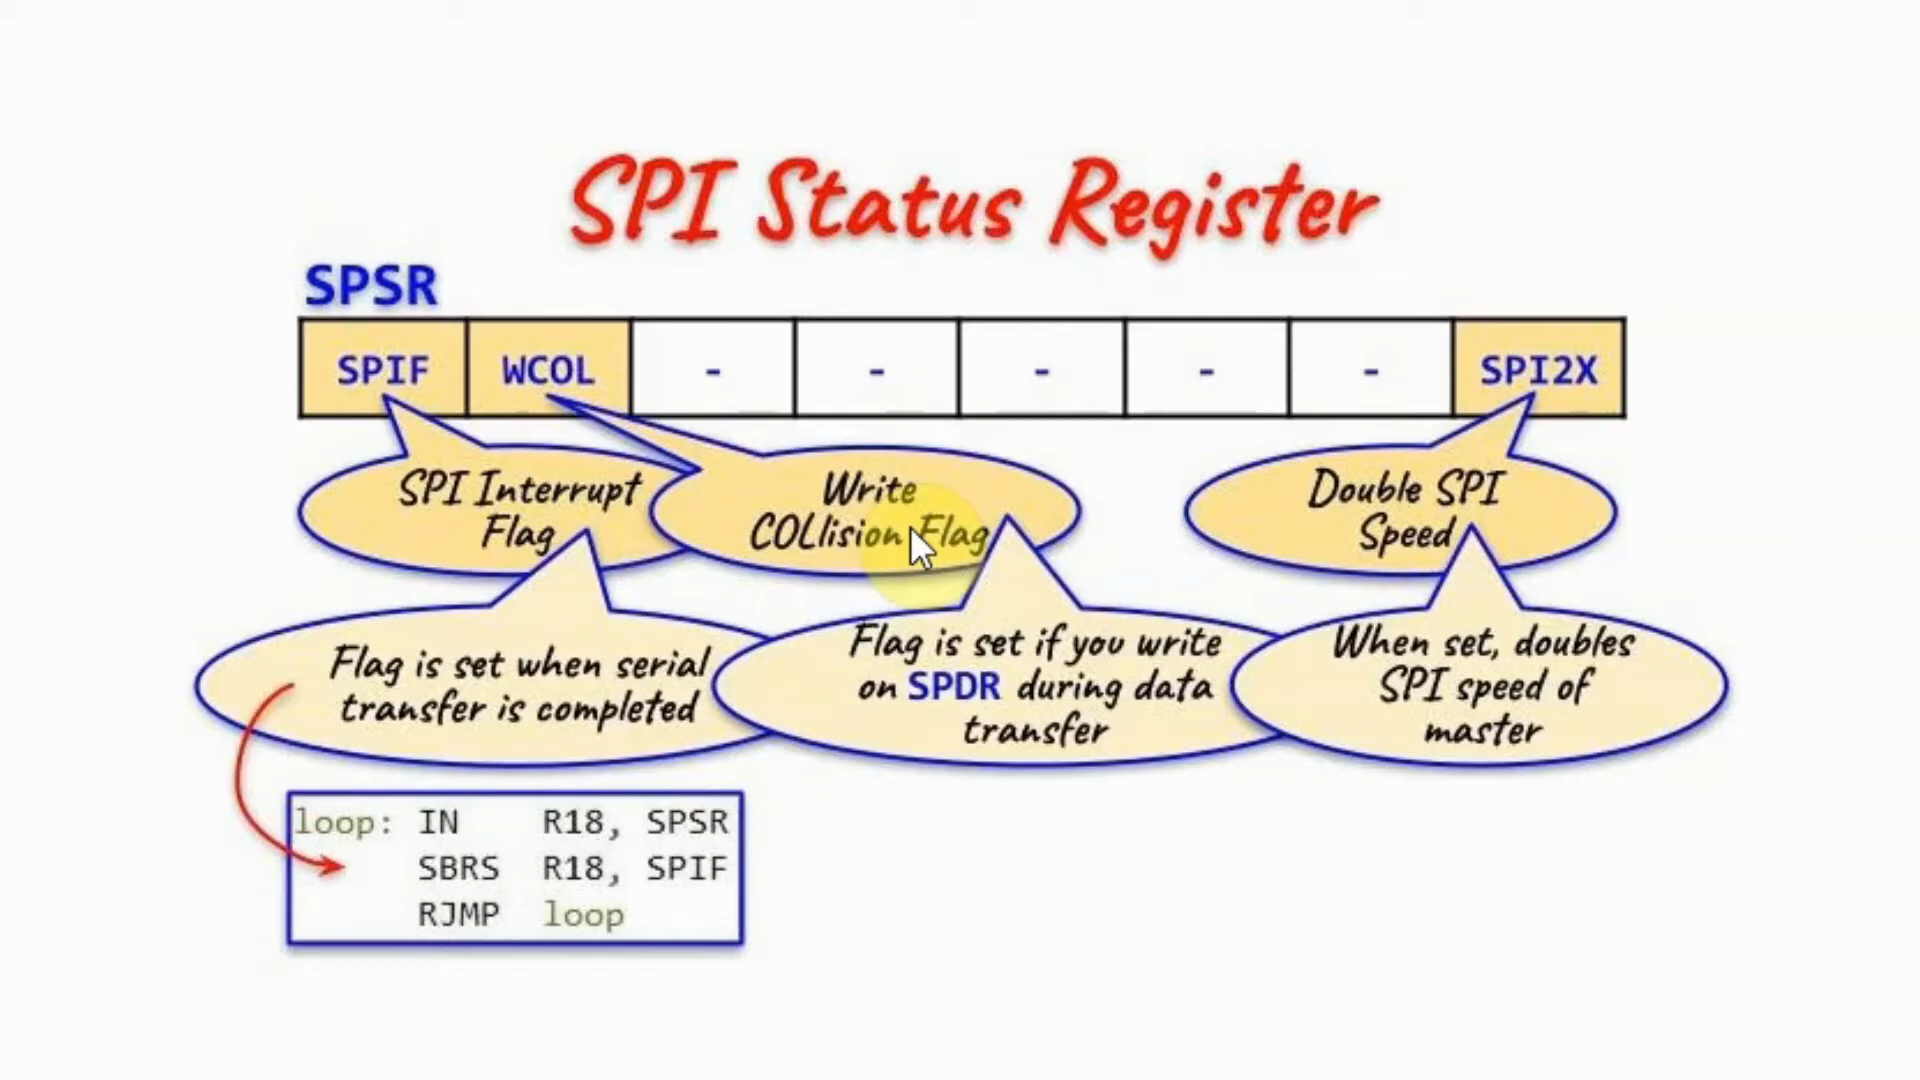 SPI Status Register
SPSR
SPIF WCOL - - - - - SPI2X
SPI Interrupt
Flag
Write
COLlision Flag
Double SPI
Speed
Flag is set when serial
transfer is completed
Flag is set if you write
on SPDR during data
transfer
When set, doubles
SPI speed of
master
loop: IN R18, SPSR
SBRS R18, SPIF
RJMP loop